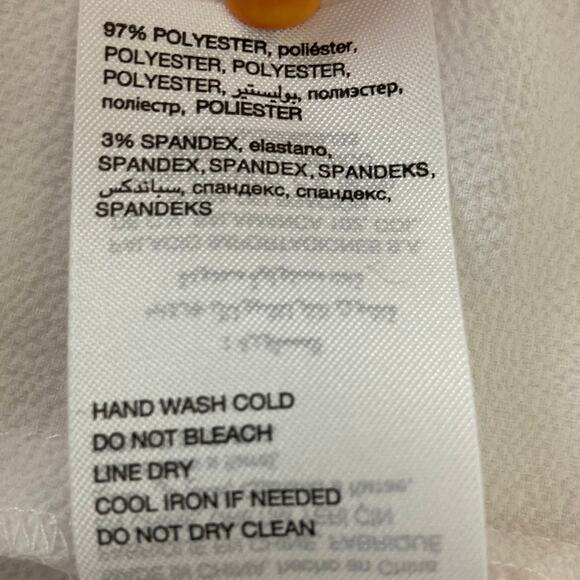 97% POLYESTER, poliéster,
POLYESTER, POLYESTER,
POLYESTER, بوليستير, полиэстер,
поліестр, POLIESTER
3% SPANDEX, elastano,
SPANDEX, SPANDEX, SPANDEKS,
سباندكس, спандекс, спандекс,
SPANDEKS
HAND WASH COLD
DO NOT BLEACH
LINE DRY
COOL IRON IF NEEDED
DO NOT DRY CLEAN